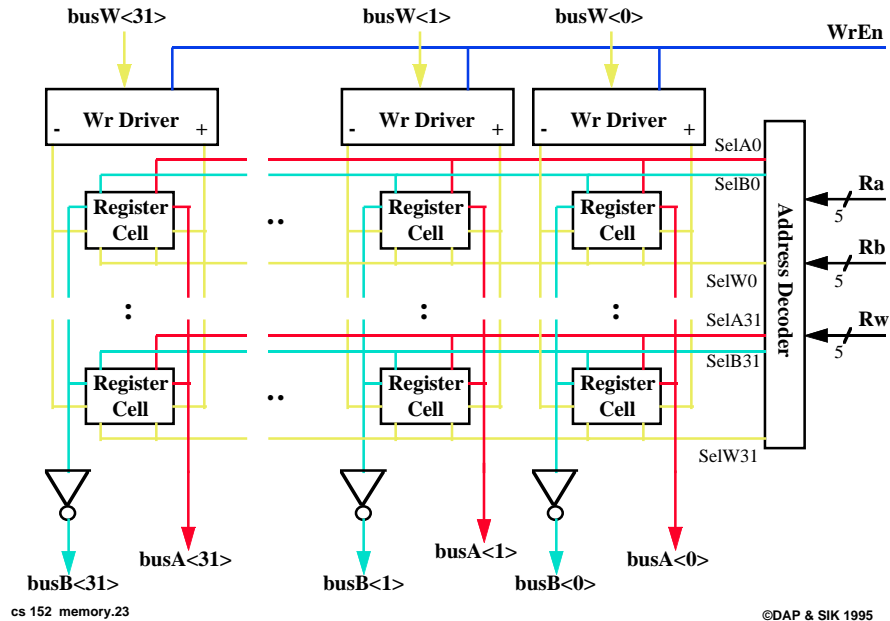 busW<31>
busW<1>
busW<0>
WrEn
- Wr Driver +
- Wr Driver +
- Wr Driver +
SelA0
SelB0
Ra
5
Register
Cell
..
Register
Cell
Register
Cell
Address Decoder
Rb
5
SelW0
:
:
:
SelA31
Rw
5
SelB31
Register
Cell
..
Register
Cell
Register
Cell
SelW31
busA<31>
busA<1>
busA<0>
busB<31>
busB<1>
busB<0>
cs 152 memory.23
©DAP & SIK 1995